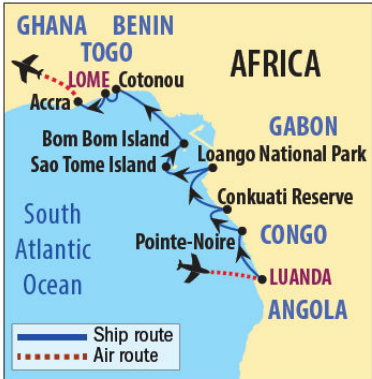 GHANA BENIN
TOGO
AFRICA
LOME Cotonou
Accra
GABON
Bom Bom Island
Loango National Park
Sao Tome Island
Conkuati Reserve
South
Atlantic
Ocean
Pointe-Noire
CONGO
LUANDA
ANGOLA
Ship route
Air route